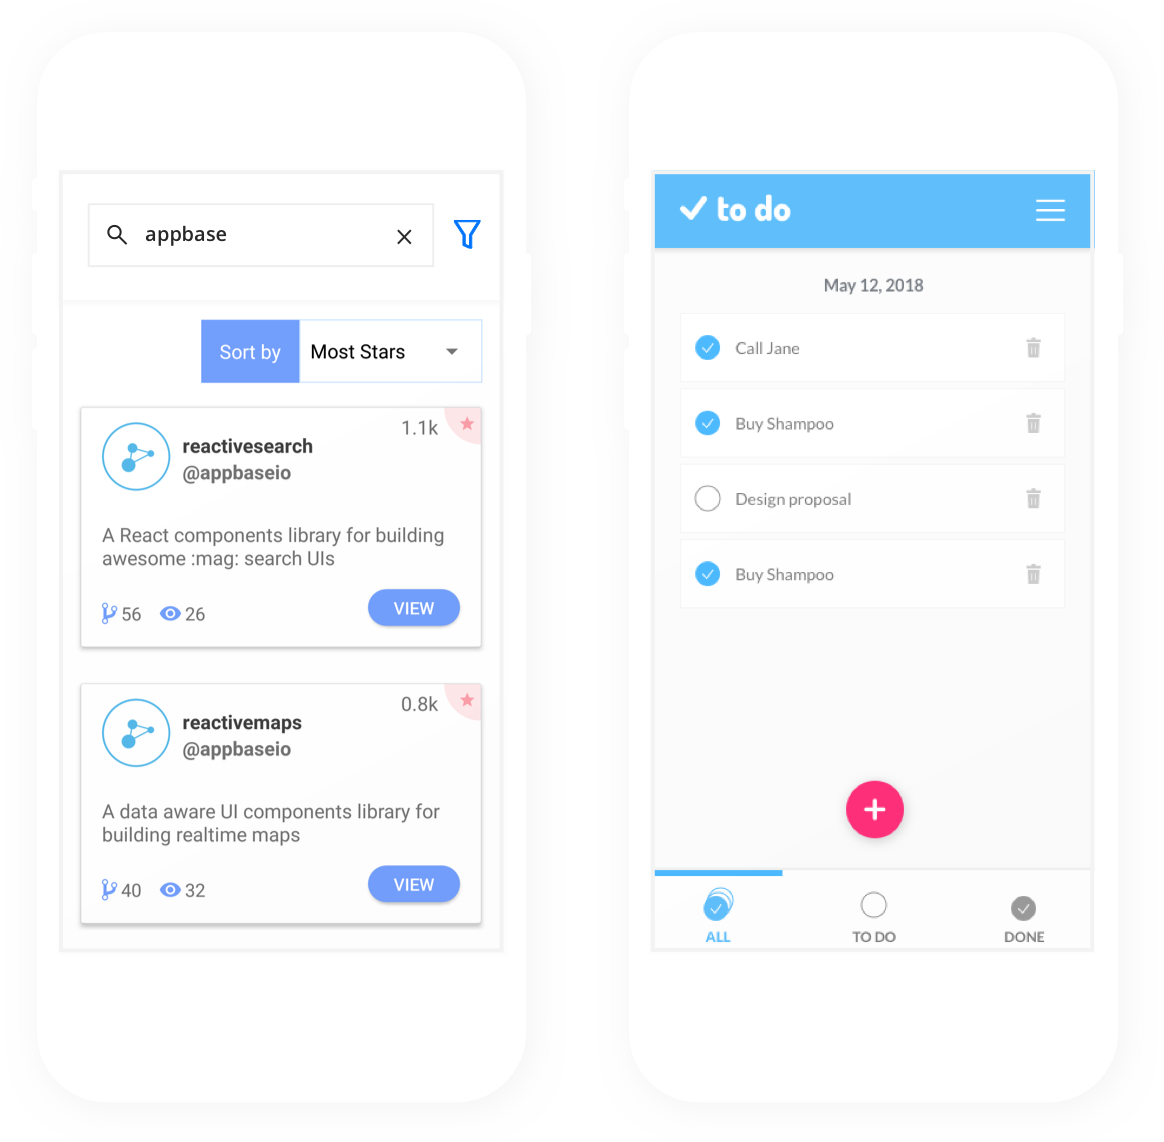 appbase
Sort by Most Stars
1.1k
reactivesearch
@appbaseio
A React components library for building
awesome :mag: search UIs
56 26 VIEW
0.8k
reactivemaps
@appbaseio
A data aware UI components library for
building realtime maps
40 32 VIEW
to do
May 12, 2018
Call Jane
Buy Shampoo
Design proposal
Buy Shampoo
ALL TO DO DONE